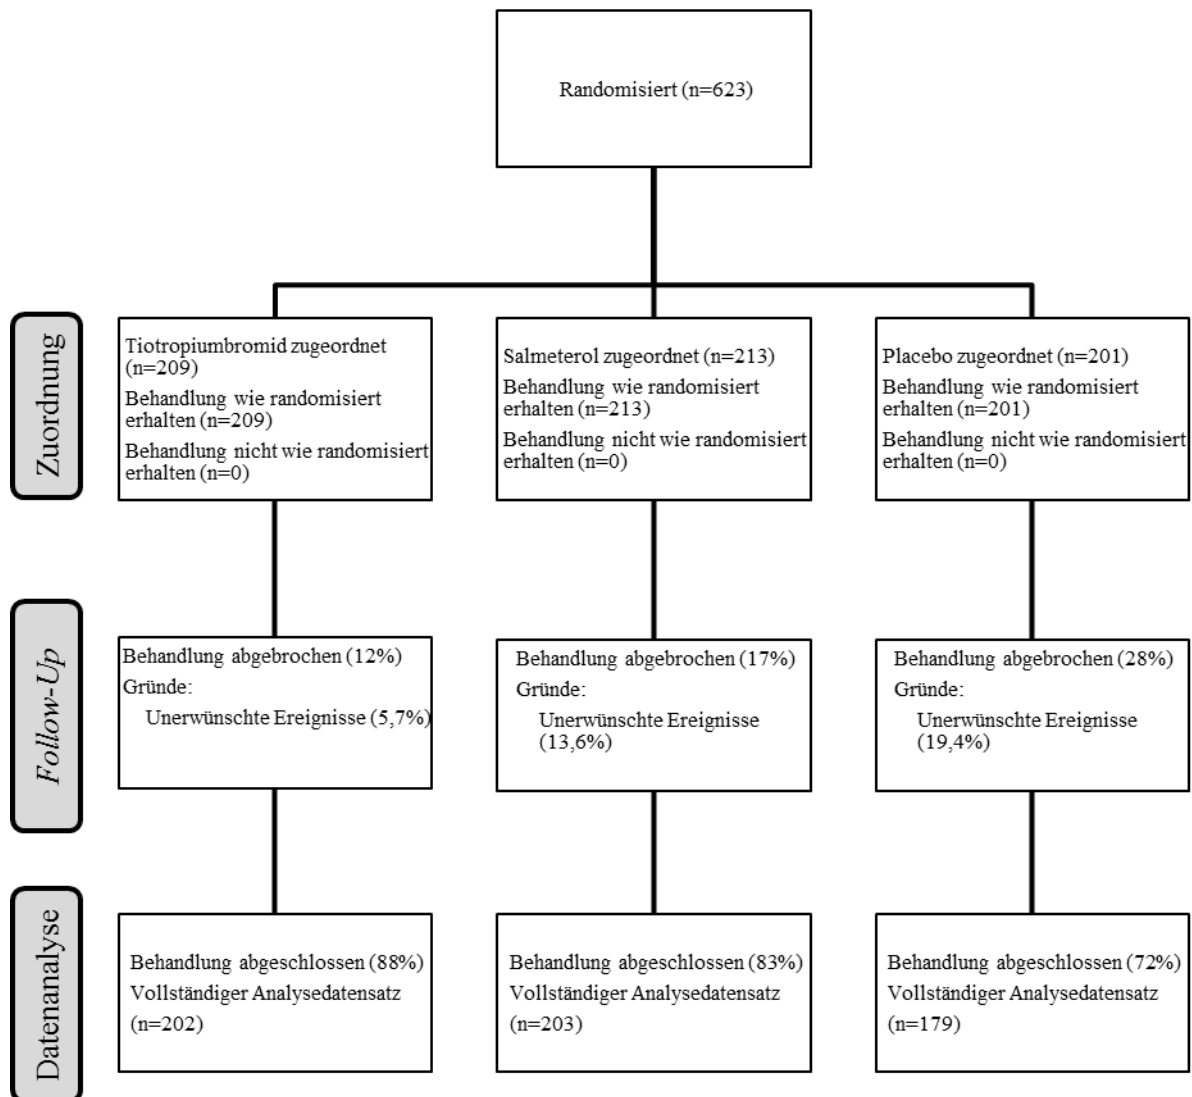 Randomisiert (n=623)
Zuordnung
Tiotropiumbromid zugeordnet
(n=209)
Behandlung wie randomisiert
erhalten (n=209)
Behandlung nicht wie randomisiert
erhalten (n=0)
Salmeterol zugeordnet (n=213)
Behandlung wie randomisiert
erhalten (n=213)
Behandlung nicht wie randomisiert
erhalten (n=0)
Placebo zugeordnet (n=201)
Behandlung wie randomisiert
erhalten (n=201)
Behandlung nicht wie randomisiert
erhalten (n=0)
Follow-Up
Behandlung abgebrochen (12%)
Gründe:
Unerwünschte Ereignisse (5,7%)
Behandlung abgebrochen (17%)
Gründe:
Unerwünschte Ereignisse
(13,6%)
Behandlung abgebrochen (28%)
Gründe:
Unerwünschte Ereignisse
(19,4%)
Datenanalyse
Behandlung abgeschlossen (88%)
Vollständiger Analysedatensatz
(n=202)
Behandlung abgeschlossen (83%)
Vollständiger Analysedatensatz
(n=203)
Behandlung abgeschlossen (72%)
Vollständiger Analysedatensatz
(n=179)